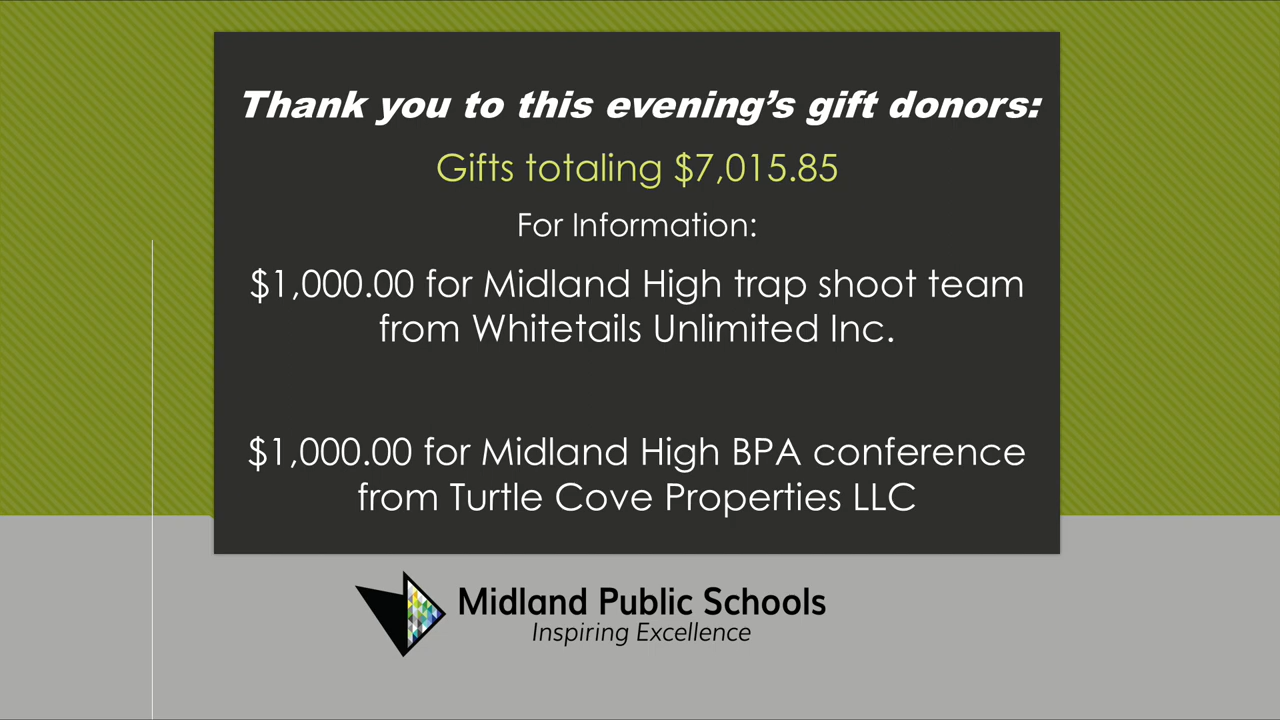 Thank you to this evening’s gift donors:
Gifts totaling $7,015.85
For Information:
$1,000.00 for Midland High trap shoot team
from Whitetails Unlimited Inc.
$1,000.00 for Midland High BPA conference
from Turtle Cove Properties LLC
Midland Public Schools
Inspiring Excellence